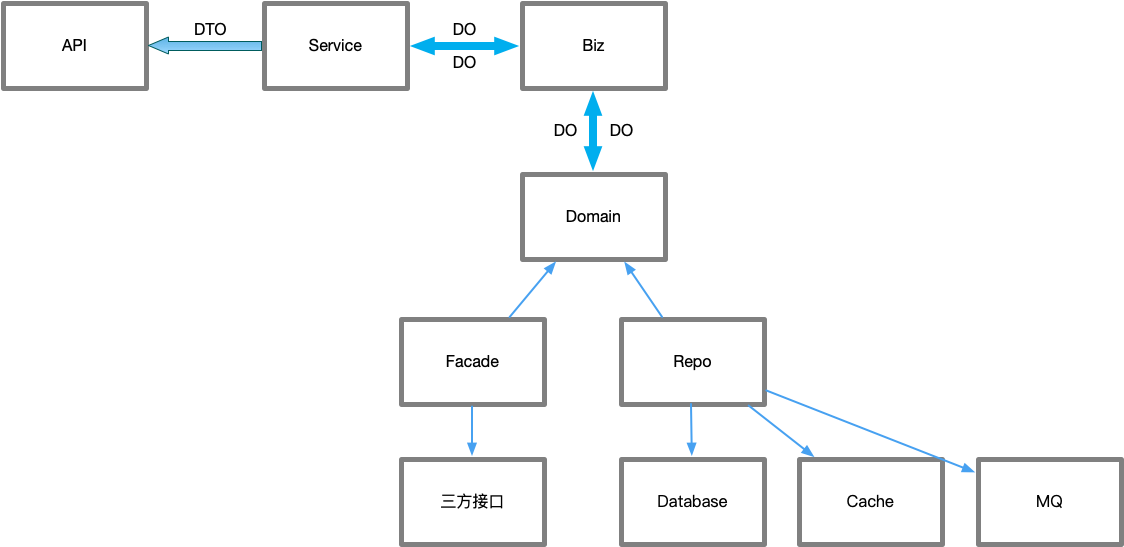 API
DTO
Service
DO
DO
Biz
DO
DO
Domain
Facade
Repo
三方接口
Database
Cache
MQ